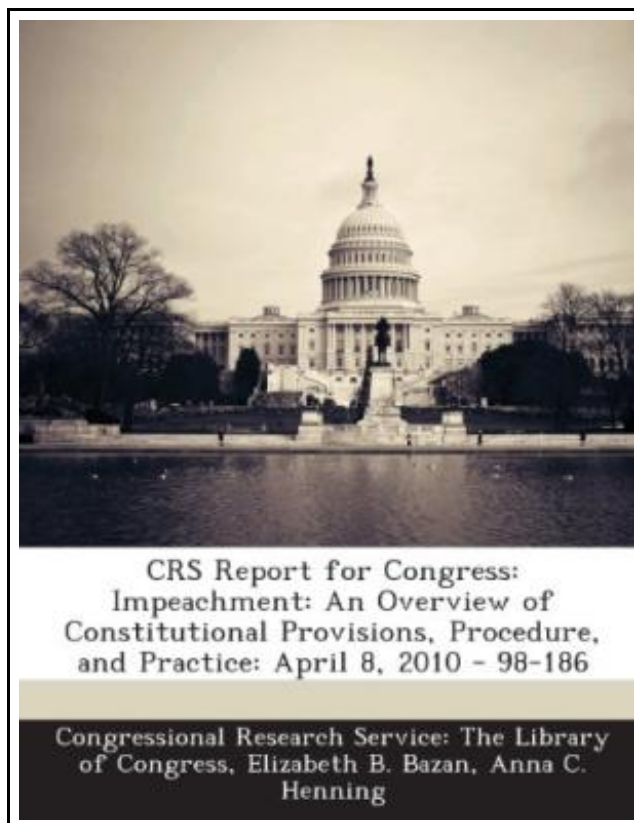 CRS Report for Congress:
Impeachment: An Overview of
Constitutional Provisions, Procedure,
and Practice: April 8, 2010 - 98-186
Congressional Research Service: The Library
of Congress, Elizabeth B. Bazan, Anna C.
Henning